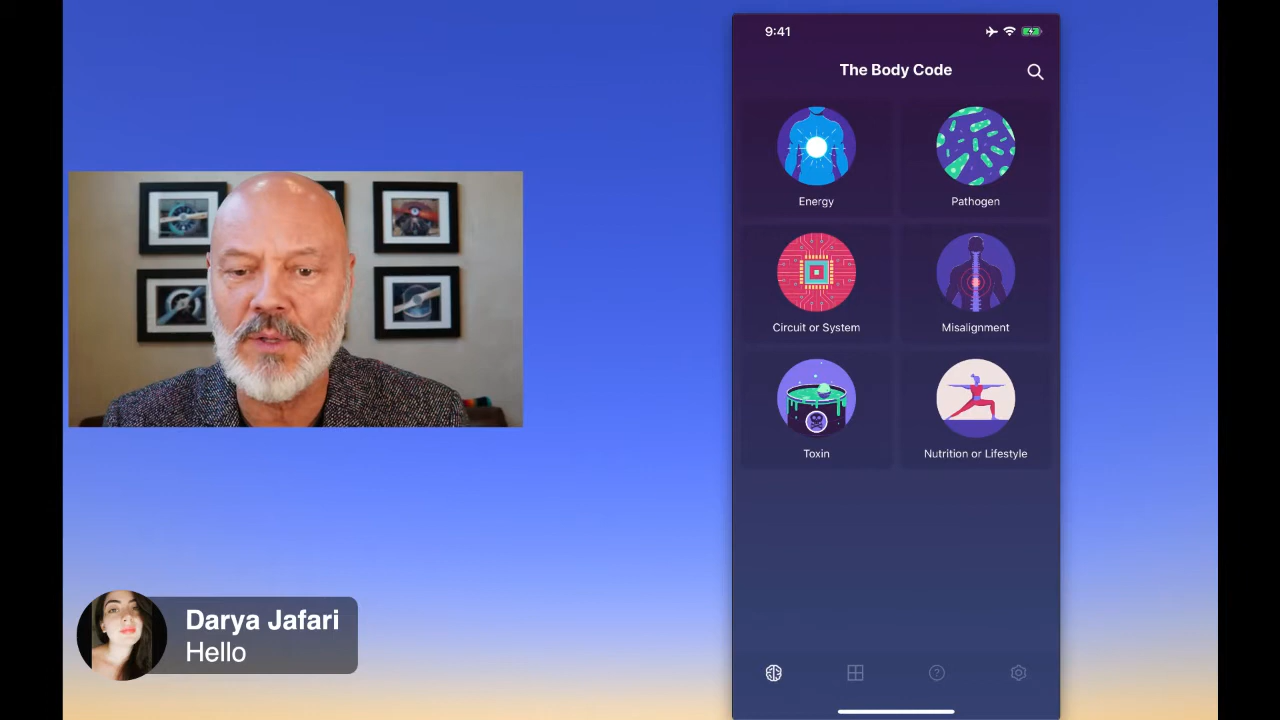 9:41
The Body Code
Energy
Pathogen
Circuit or System
Misalignment
Toxin
Nutrition or Lifestyle
Darya Jafari
Hello